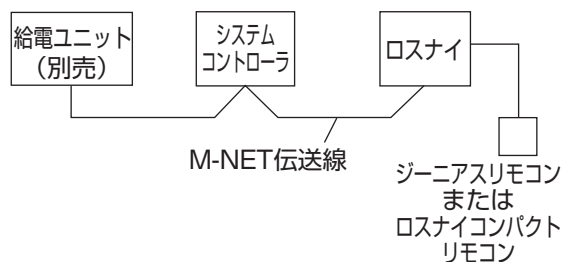 給電ユニット
（別売）
システム
コントローラ
ロスナイ
M-NET伝送線
ジーニアスリモコン
または
ロスナイコンパクト
リモコン